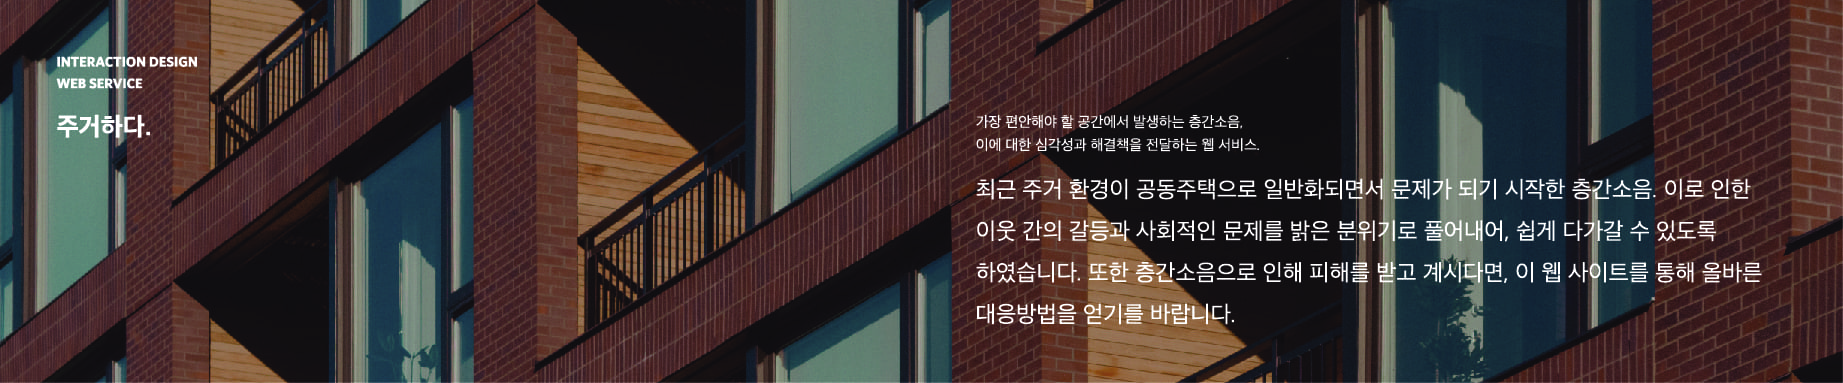 INTERACTION DESIGN
WEB SERVICE
주거하다.
가장 편안해야 할 공간에서 발생하는 층간소음,
이에 대한 심각성과 해결책을 전달하는 웹 서비스.
최근 주거 환경이 공동주택으로 일반화되면서 문제가 되기 시작한 층간소음. 이로 인한
이웃 간의 갈등과 사회적인 문제를 밝은 분위기로 풀어내어, 쉽게 다가갈 수 있도록
하였습니다. 또한 층간소음으로 인해 피해를 받고 계시다면, 이 웹 사이트를 통해 올바른
대응방법을 얻기를 바랍니다.